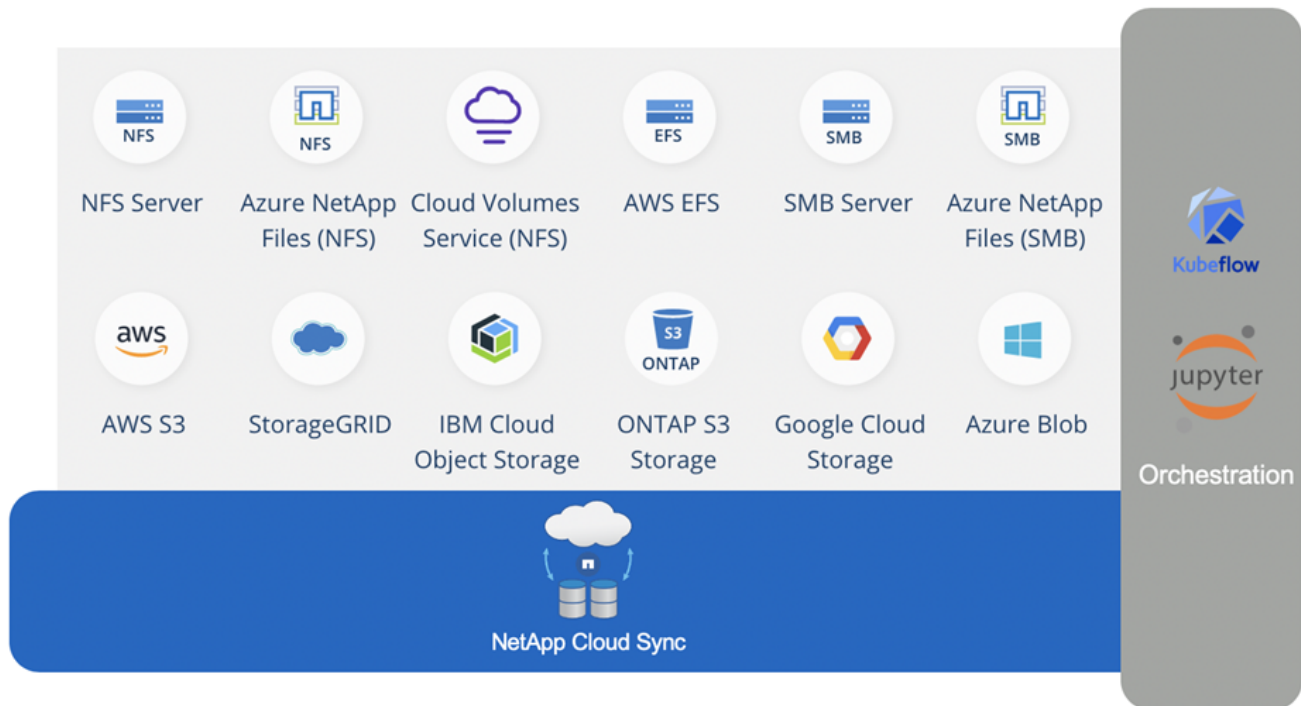 NFS
NFS
EFS
SMB
SMB
NFS Server
Azure NetApp
Files (NFS)
Cloud Volumes
Service (NFS)
AWS EFS
SMB Server
Azure NetApp
Files (SMB)
aws
S3
ONTAP
AWS S3
StorageGRID
IBM Cloud
Object Storage
ONTAP S3
Storage
Google Cloud
Storage
Azure Blob
NetApp Cloud Sync
Kubeflow
jupyter
Orchestration